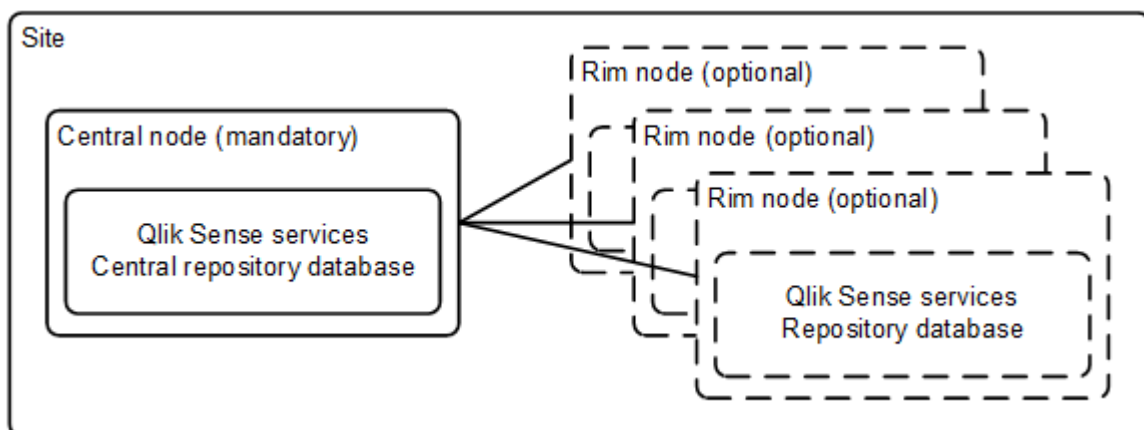 Site
Central node (mandatory)
Qlik Sense services
Central repository database
Rim node (optional)
Rim node (optional)
Rim node (optional)
Qlik Sense services
Repository database